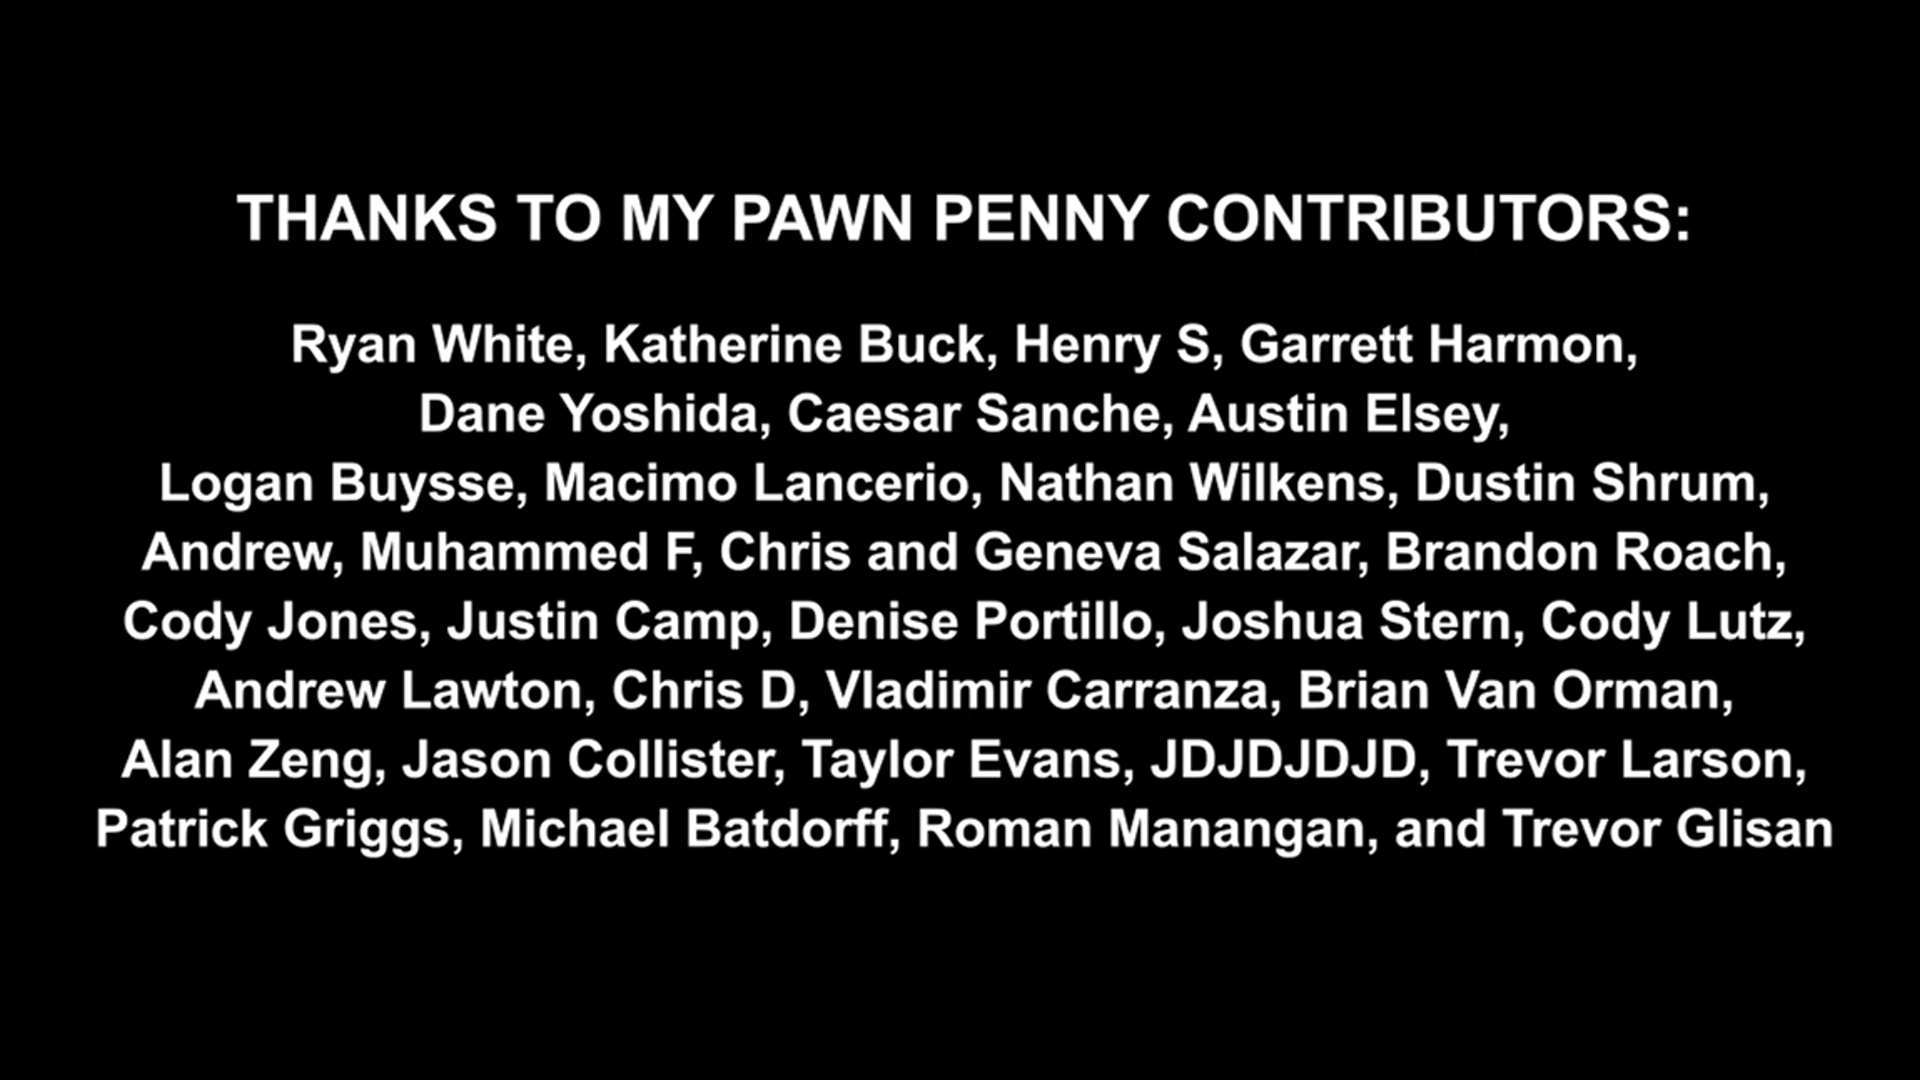 THANKS TO MY PAWN PENNY CONTRIBUTORS:
Ryan White, Katherine Buck, Henry S, Garrett Harmon,
Dane Yoshida, Caesar Sanche, Austin Elsey,
Logan Buysse, Macimo Lancerio, Nathan Wilkens, Dustin Shrum,
Andrew, Muhammed F, Chris and Geneva Salazar, Brandon Roach,
Cody Jones, Justin Camp, Denise Portillo, Joshua Stern, Cody Lutz,
Andrew Lawton, Chris D, Vladimir Carranza, Brian Van Orman,
Alan Zeng, Jason Collister, Taylor Evans, JDJDJDJD, Trevor Larson,
Patrick Griggs, Michael Batdorff, Roman Manangan, and Trevor Glisan